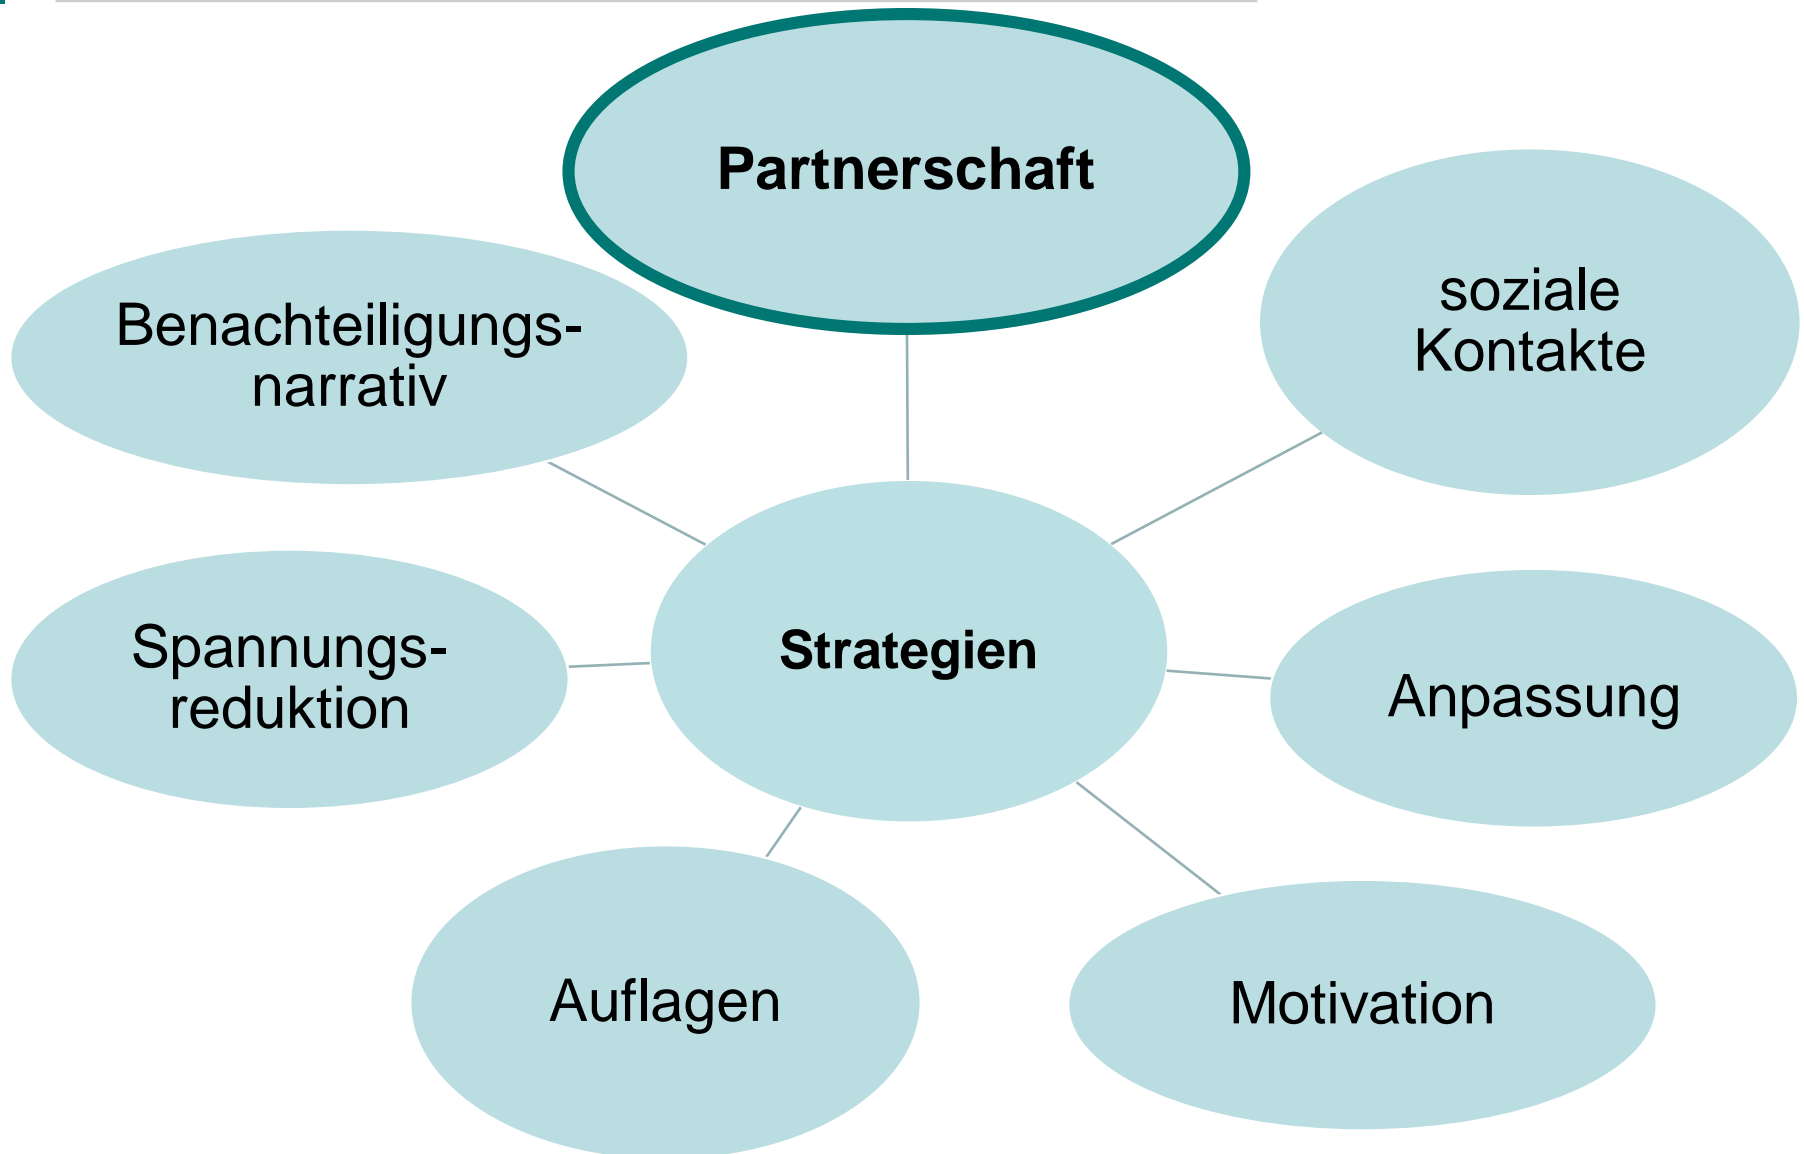 Partnerschaft
soziale
Kontakte
Benachteiligungs-
narrativ
Spannungs-
reduktion
Strategien
Anpassung
Auflagen
Motivation